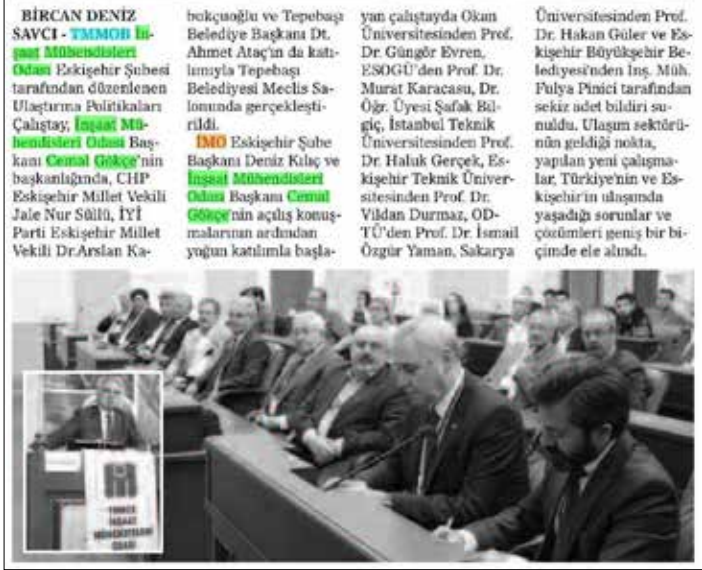 BİRCAN DENİZ
SAVCI - TMMOB İn-
şaat Mühendisleri
Odası Eskişehir Şubesi
tarafından düzenlenen
Ulaştırma Politikaları
Çalıştay, İnşaat Mü-
hendisleri Odası Baş-
kanı Cemal Gökçe'nin
başkanlığında, CHP
Eskişehir Millet Vekili
Jale Nur Süllü, İYİ
Parti Eskişehir Millet
Vekili Dr.Arslan Ka-
bukçuoğlu ve Tepebaşı
Belediye Başkanı Dt.
Ahmet Ataç'ın da katı-
lımıyla Tepebaşı
Belediyesi Meclis Sa-
lonunda gerçekleşti-
rildi.
İMO Eskişehir Şube
Başkanı Deniz Kılıç ve
İnşaat Mühendisleri
Odası Başkanı Cemal
Gökçe'nin açılış konuş-
malarının ardından
yoğun katılımla başla-
yan çalıştayda Okan
Üniversitesinden Prof.
Dr. Güngör Evren,
ESOGÜ'den Prof. Dr.
Murat Karacasu, Dr.
Öğr. Üyesi Şafak Bil-
giç, İstanbul Teknik
Üniversitesinden Prof.
Dr. Haluk Gerçek, Es-
kişehir Teknik Üniver-
sitesinden Prof. Dr.
Vildan Durmaz, OD-
TÜ'den Prof. Dr. İsmail
Özgür Yaman, Sakarya
Üniversitesinden Prof.
Dr. Hakan Güler ve Es-
kişehir Büyükşehir Be-
lediyesi'nden İnş. Müh.
Fulya Pinici tarafından
sekiz adet bildiri su-
nuldu. Ulaşım sektörü-
nün geldiği nokta,
yapılan yeni çalışma-
lar, Türkiye'nin ve Es-
kişehir'in ulaşımda
yaşadığı sorunlar ve
çözümleri geniş bir bi-
çimde ele alındı.
TMMOB
İNŞAAT
MÜHENDİSLERİ
ODASI